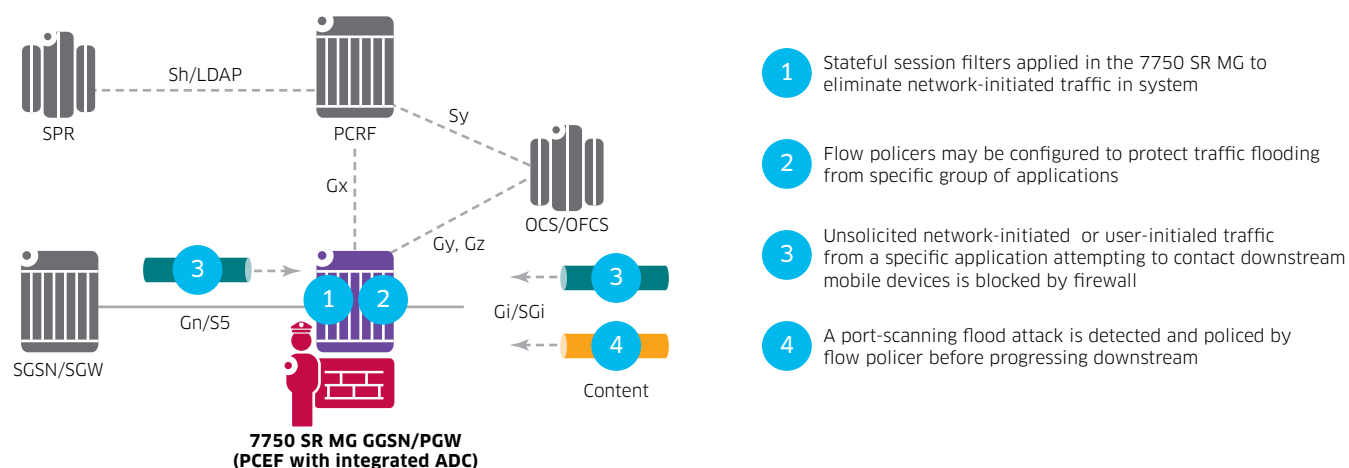 Sh/LDAP
SPR
PCRF
Sy
Gx
OCS/OFCS
Gy, Gz
3
1
2
3
Gn/S5
Gi/SGi
4
SGSN/SGW
Content
7750 SR MG GGSN/PGW
(PCEF with integrated ADC)
1
Stateful session filters applied in the 7750 SR MG to
eliminate network-initiated traffic in system
2
Flow policers may be configured to protect traffic flooding
from specific group of applications
3
Unsolicited network-initiated or user-initialed traffic
from a specific application attempting to contact downstream
mobile devices is blocked by firewall
4
A port-scanning flood attack is detected and policed by
flow policer before progressing downstream